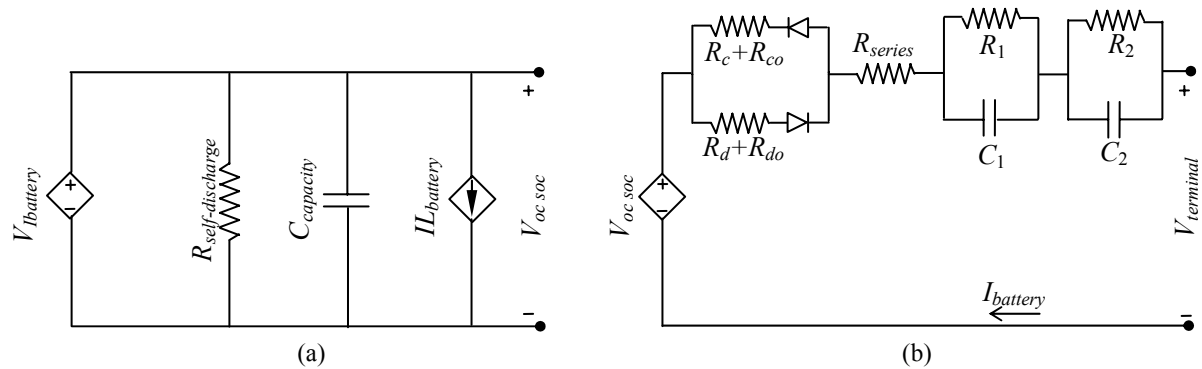 V_Ibattery
+
−
R_self-discharge
C_capacity
IL_battery
+
V_oc soc
−
(a)
R_c+R_co
R_d+R_do
R_series
R_1
C_1
R_2
C_2
V_oc soc
+
−
+
V_terminal
−
I_battery
(b)